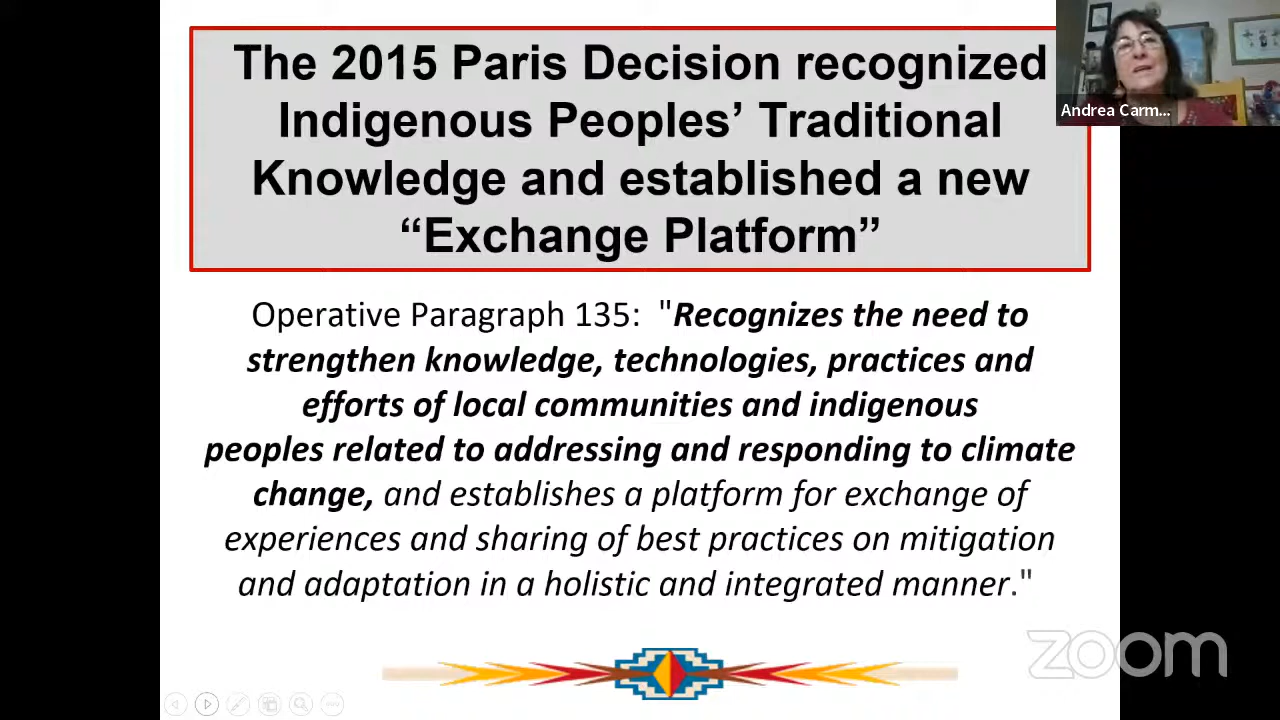 The 2015 Paris Decision recognized
Indigenous Peoples’ Traditional
Knowledge and established a new
“Exchange Platform”
Andrea Carm...
Operative Paragraph 135:  "Recognizes the need to
strengthen knowledge, technologies, practices and
efforts of local communities and indigenous
peoples related to addressing and responding to climate
change, and establishes a platform for exchange of
experiences and sharing of best practices on mitigation
and adaptation in a holistic and integrated manner."
zoom